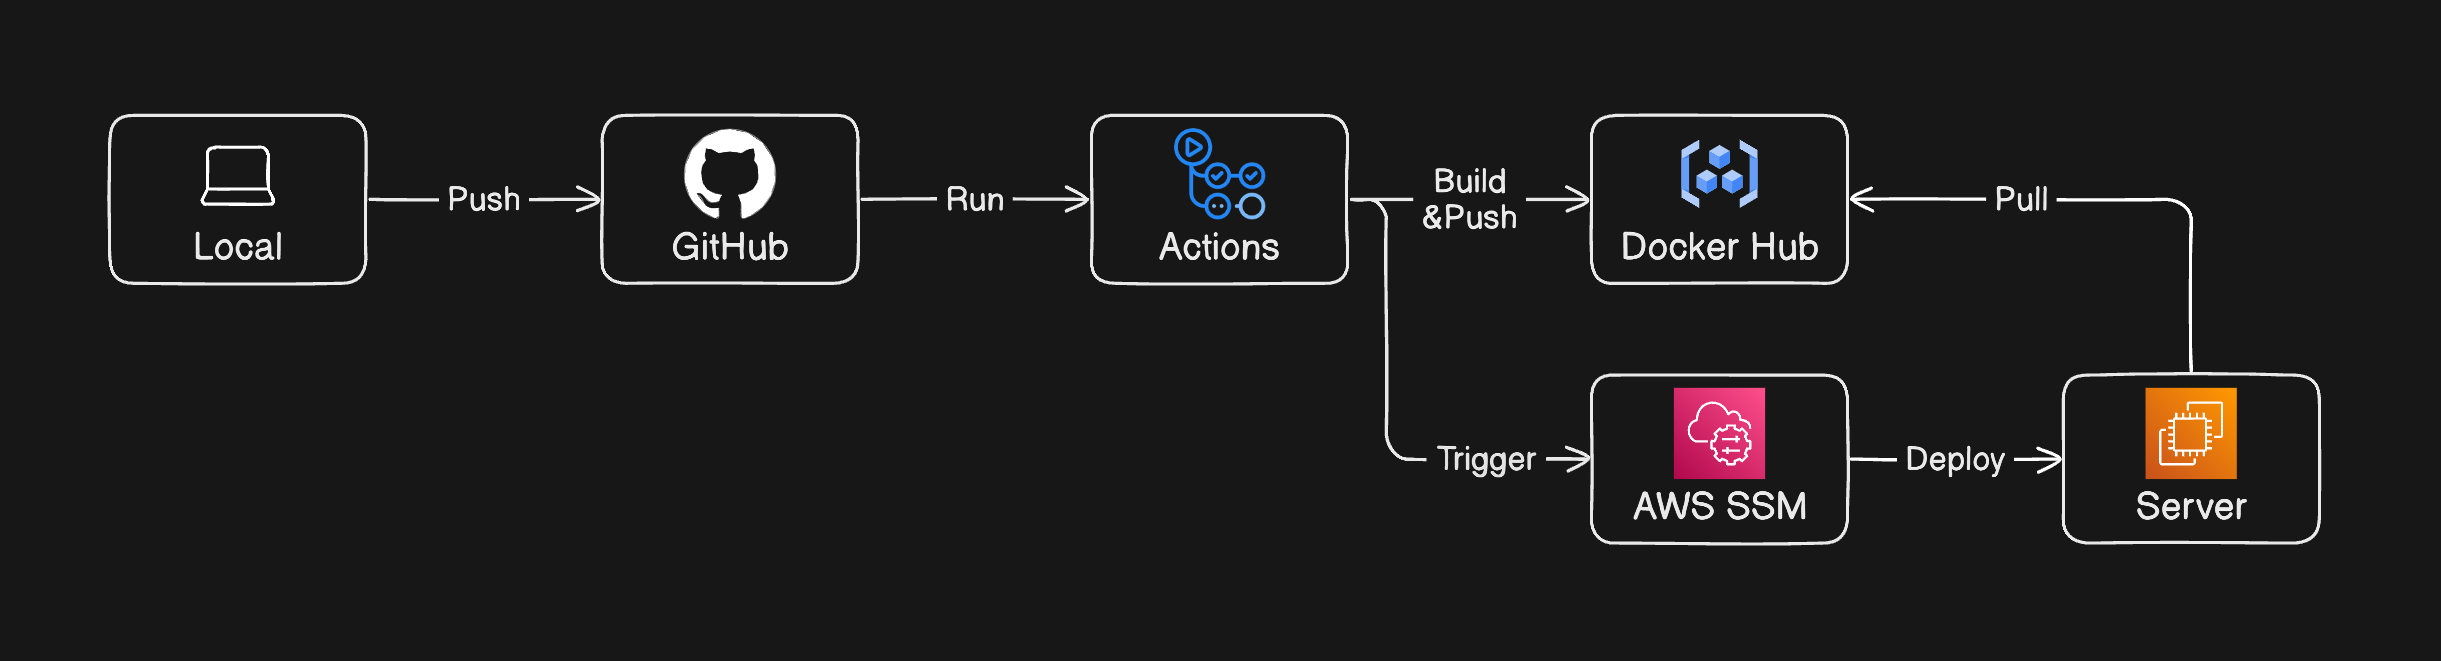 Local
Push
GitHub
Run
Actions
Build
&Push
Docker Hub
Pull
Trigger
AWS SSM
Deploy
Server